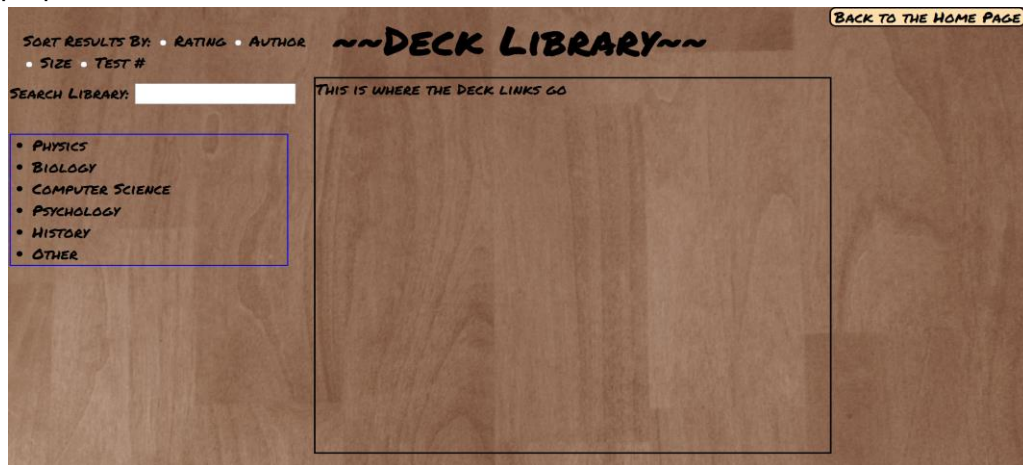 Back to the Home Page
~~Deck Library~~
Sort Results By: Rating Author
Size Test #
Search Library:
This is where the Deck links go
• Physics
• Biology
• Computer Science
• Psychology
• History
• Other